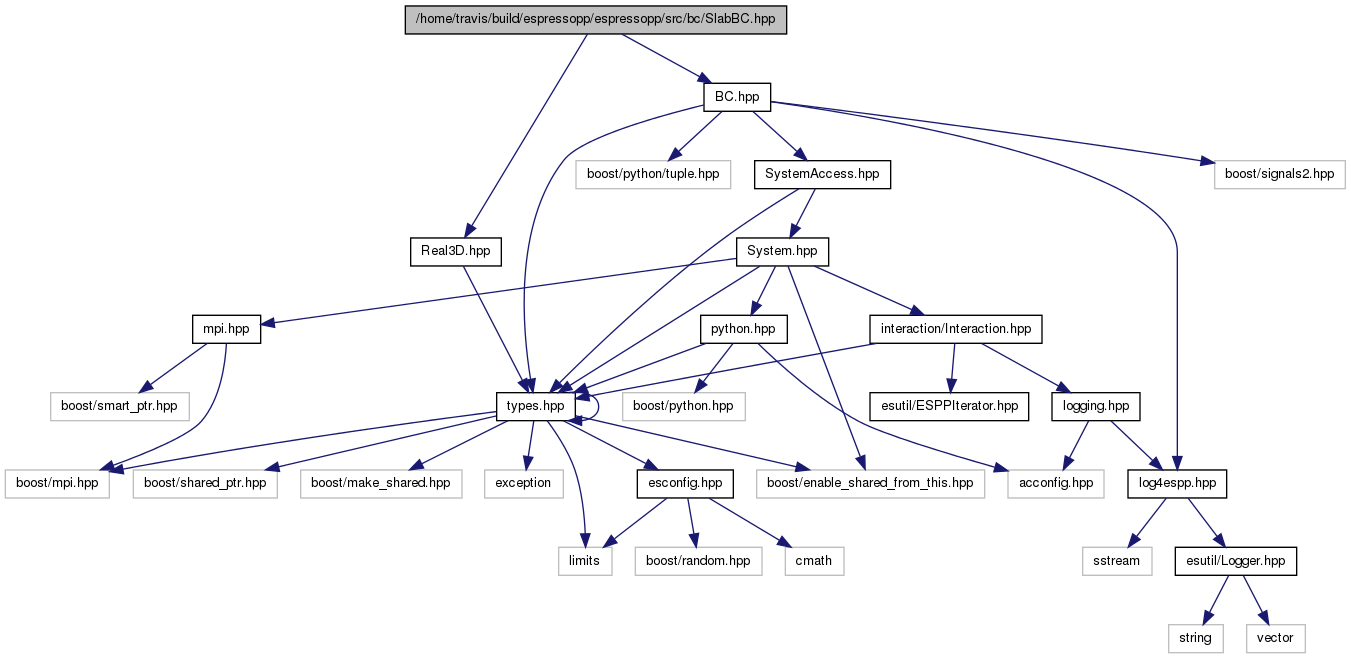 /home/travis/build/espressopp/espressopp/src/bc/SlabBC.hpp
BC.hpp
boost/python/tuple.hpp
SystemAccess.hpp
boost/signals2.hpp
Real3D.hpp
System.hpp
mpi.hpp
python.hpp
interaction/Interaction.hpp
boost/smart_ptr.hpp
types.hpp
boost/python.hpp
esutil/ESPPIterator.hpp
logging.hpp
boost/mpi.hpp
boost/shared_ptr.hpp
boost/make_shared.hpp
exception
esconfig.hpp
boost/enable_shared_from_this.hpp
acconfig.hpp
log4espp.hpp
limits
boost/random.hpp
cmath
sstream
esutil/Logger.hpp
string
vector